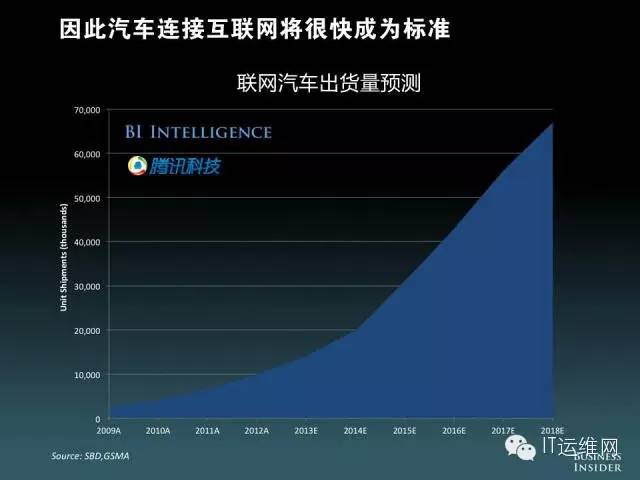 因此汽车连接互联网将很快成为标准
联网汽车出货量预测
70,000
BI INTELLIGENCE
腾讯科技
60,000
50,000
40,000
30,000
20,000
10,000
0
Unit Shipments (thousands)
2009A 2010A 2011A 2012A 2013E 2014E 2015E 2016E 2017E 2018E
Source: SBD,GSMA
IT运维网
BUSINESS
INSIDER